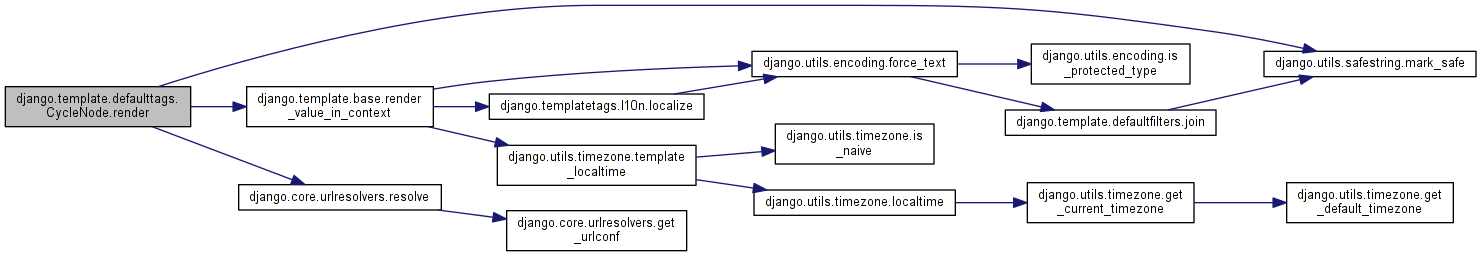 django.template.defaulttags.
CycleNode.render
django.template.base.render
_value_in_context
django.core.urlresolvers.resolve
django.templatetags.l10n.localize
django.utils.timezone.template
_localtime
django.core.urlresolvers.get
_urlconf
django.utils.encoding.force_text
django.utils.timezone.is
_naive
django.utils.timezone.localtime
django.utils.encoding.is
_protected_type
django.template.defaultfilters.join
django.utils.timezone.get
_current_timezone
django.utils.safestring.mark_safe
django.utils.timezone.get
_default_timezone